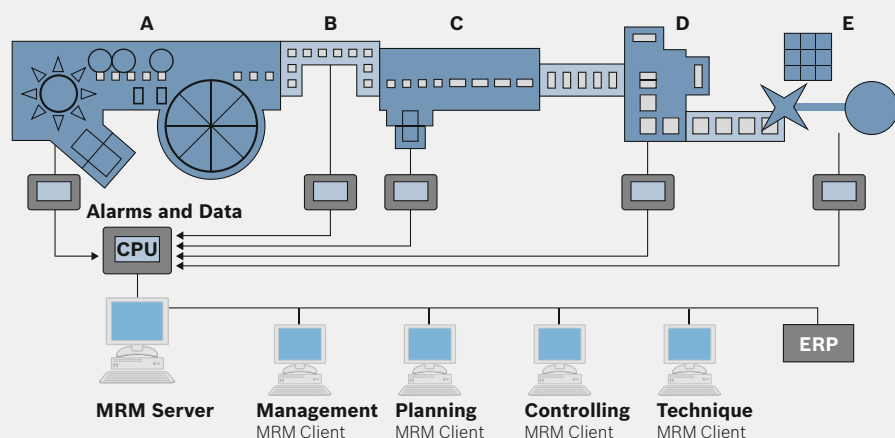 A
B
C
D
E
Alarms and Data
CPU
ERP
MRM Server
Management
MRM Client
Planning
MRM Client
Controlling
MRM Client
Technique
MRM Client